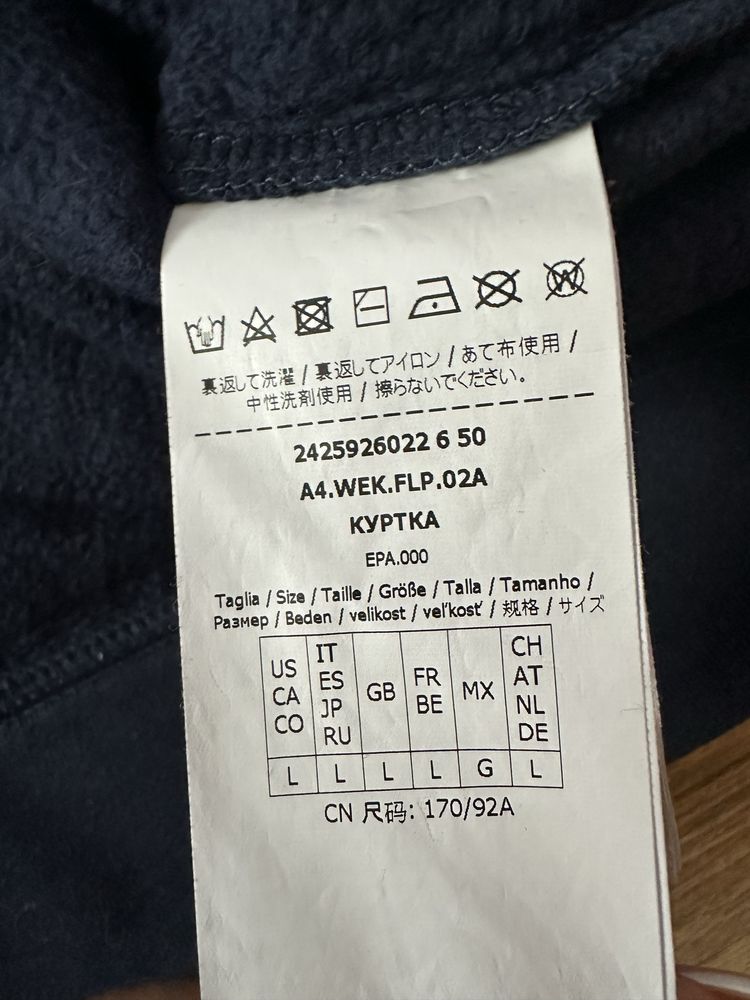 裏返して洗濯 / 裏返してアイロン / あて布使用 /
中性洗剤使用 / 擦らないでください。
2425926022 6 50
A4.WEK.FLP.02A
КУРТКА
EPA.000
Taglia / Size / Taille / Größe / Talla / Tamanho /
Размер / Beden / velikost / veľkosť / 规格 / サイズ
US CA CO
IT ES JP RU
GB
FR BE
MX
CH AT NL DE
L L L L G L
CN 尺码: 170/92A